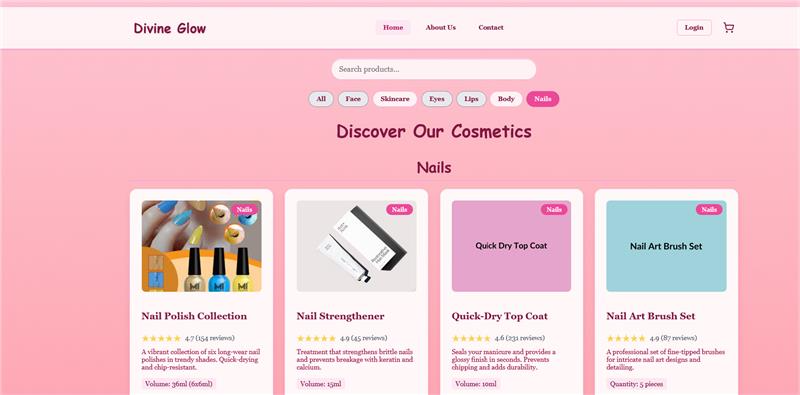 Divine Glow
Home About Us Contact
Login
Search products...
All Face Skincare Eyes Lips Body Nails
Discover Our Cosmetics
Nails
Nails
Nail Polish Collection
4.7 (154 reviews)
A vibrant collection of six long-wear nail
polishes in trendy shades. Quick-drying
and chip-resistant.
Volume: 36ml (6x6ml)
Nails
Nail Strengthener
4.9 (45 reviews)
Treatment that strengthens brittle nails
and prevents breakage with keratin and
calcium.
Volume: 15ml
Nails
Quick Dry Top Coat
Quick-Dry Top Coat
4.6 (231 reviews)
Seals your manicure and provides a
glossy finish in seconds. Prevents
chipping and adds durability.
Volume: 10ml
Nails
Nail Art Brush Set
Nail Art Brush Set
4.9 (87 reviews)
A professional set of fine-tipped brushes
for intricate nail art designs and
detailing.
Quantity: 5 pieces